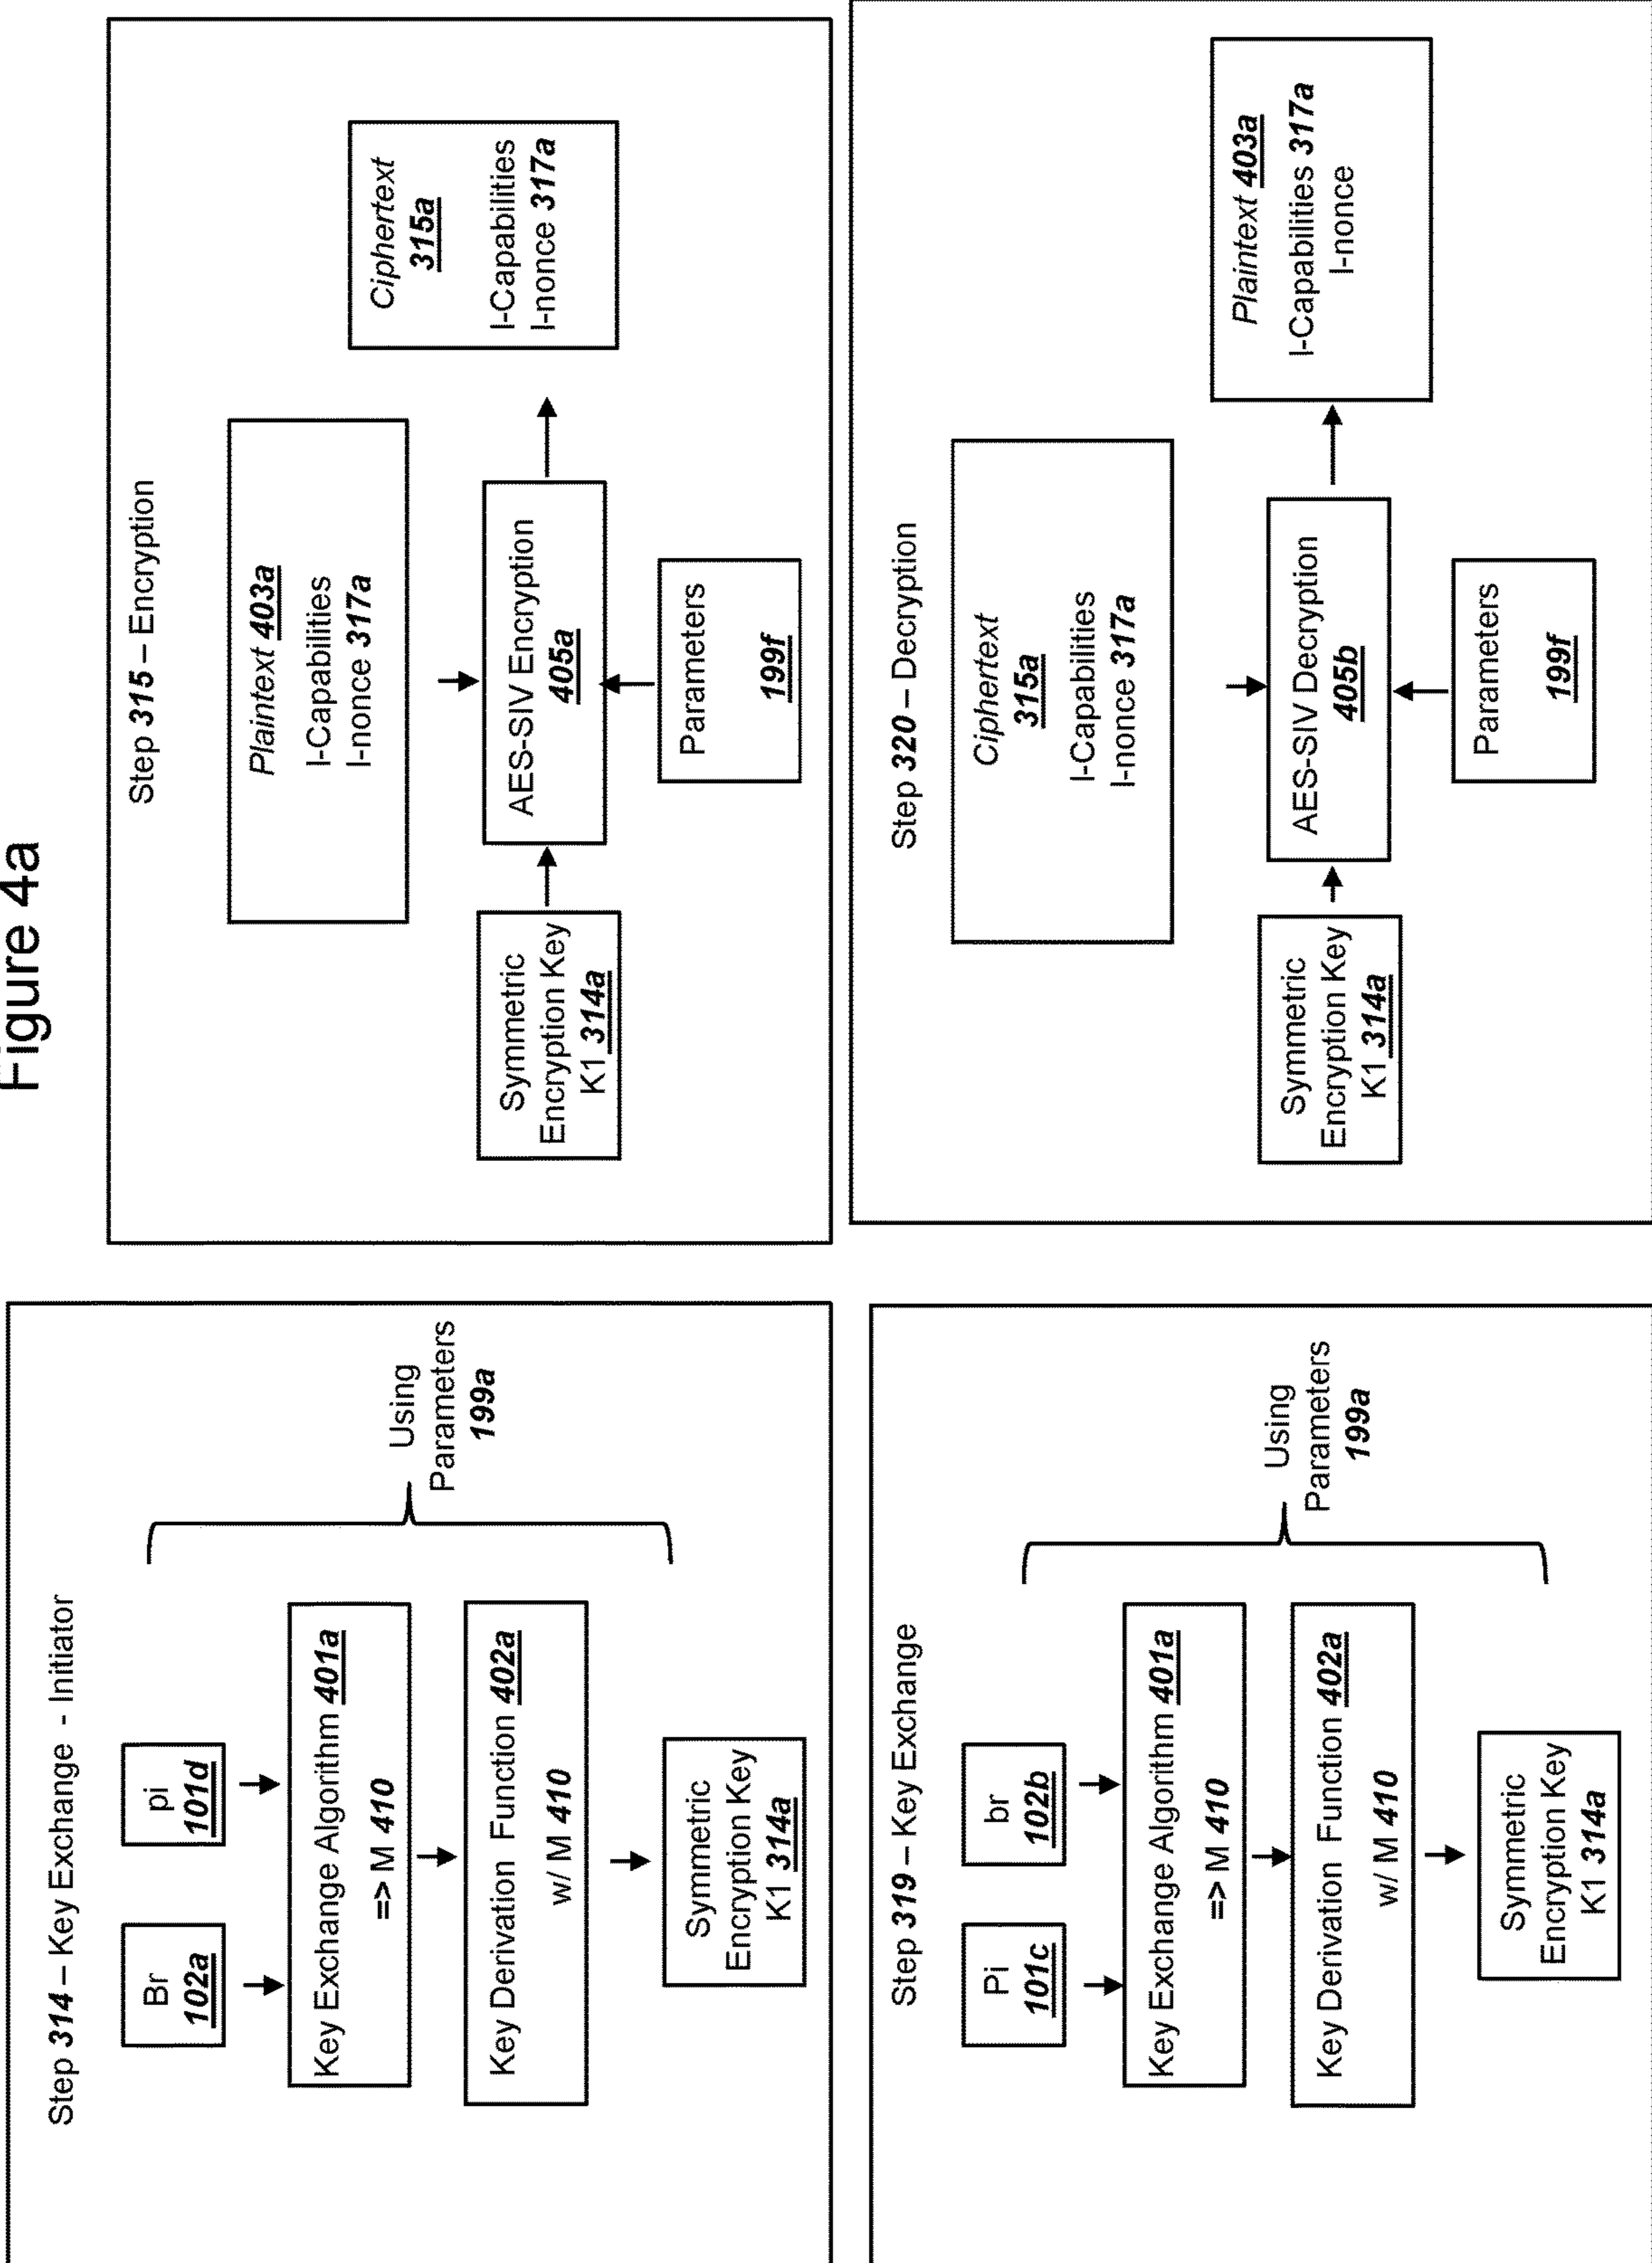 Figure 4a
Step 314 – Key Exchange - Initiator
Br
102a
pi
101d
Key Exchange Algorithm 401a
=> M 410
Key Derivation Function 402a
w/ M 410
Symmetric
Encryption Key
K1 314a
Using
Parameters
199a
Step 315 – Encryption
Plaintext 403a
I-Capabilities
I-nonce 317a
Symmetric
Encryption Key
K1 314a
AES-SIV Encryption
405a
Parameters
199f
Ciphertext
315a
I-Capabilities
I-nonce 317a
Step 319 – Key Exchange
Pi
101c
br
102b
Key Exchange Algorithm 401a
=> M 410
Key Derivation Function 402a
w/ M 410
Symmetric
Encryption Key
K1 314a
Using
Parameters
199a
Step 320 – Decryption
Ciphertext
315a
I-Capabilities
I-nonce 317a
Symmetric
Encryption Key
K1 314a
AES-SIV Decryption
405b
Parameters
199f
Plaintext 403a
I-Capabilities 317a
I-nonce